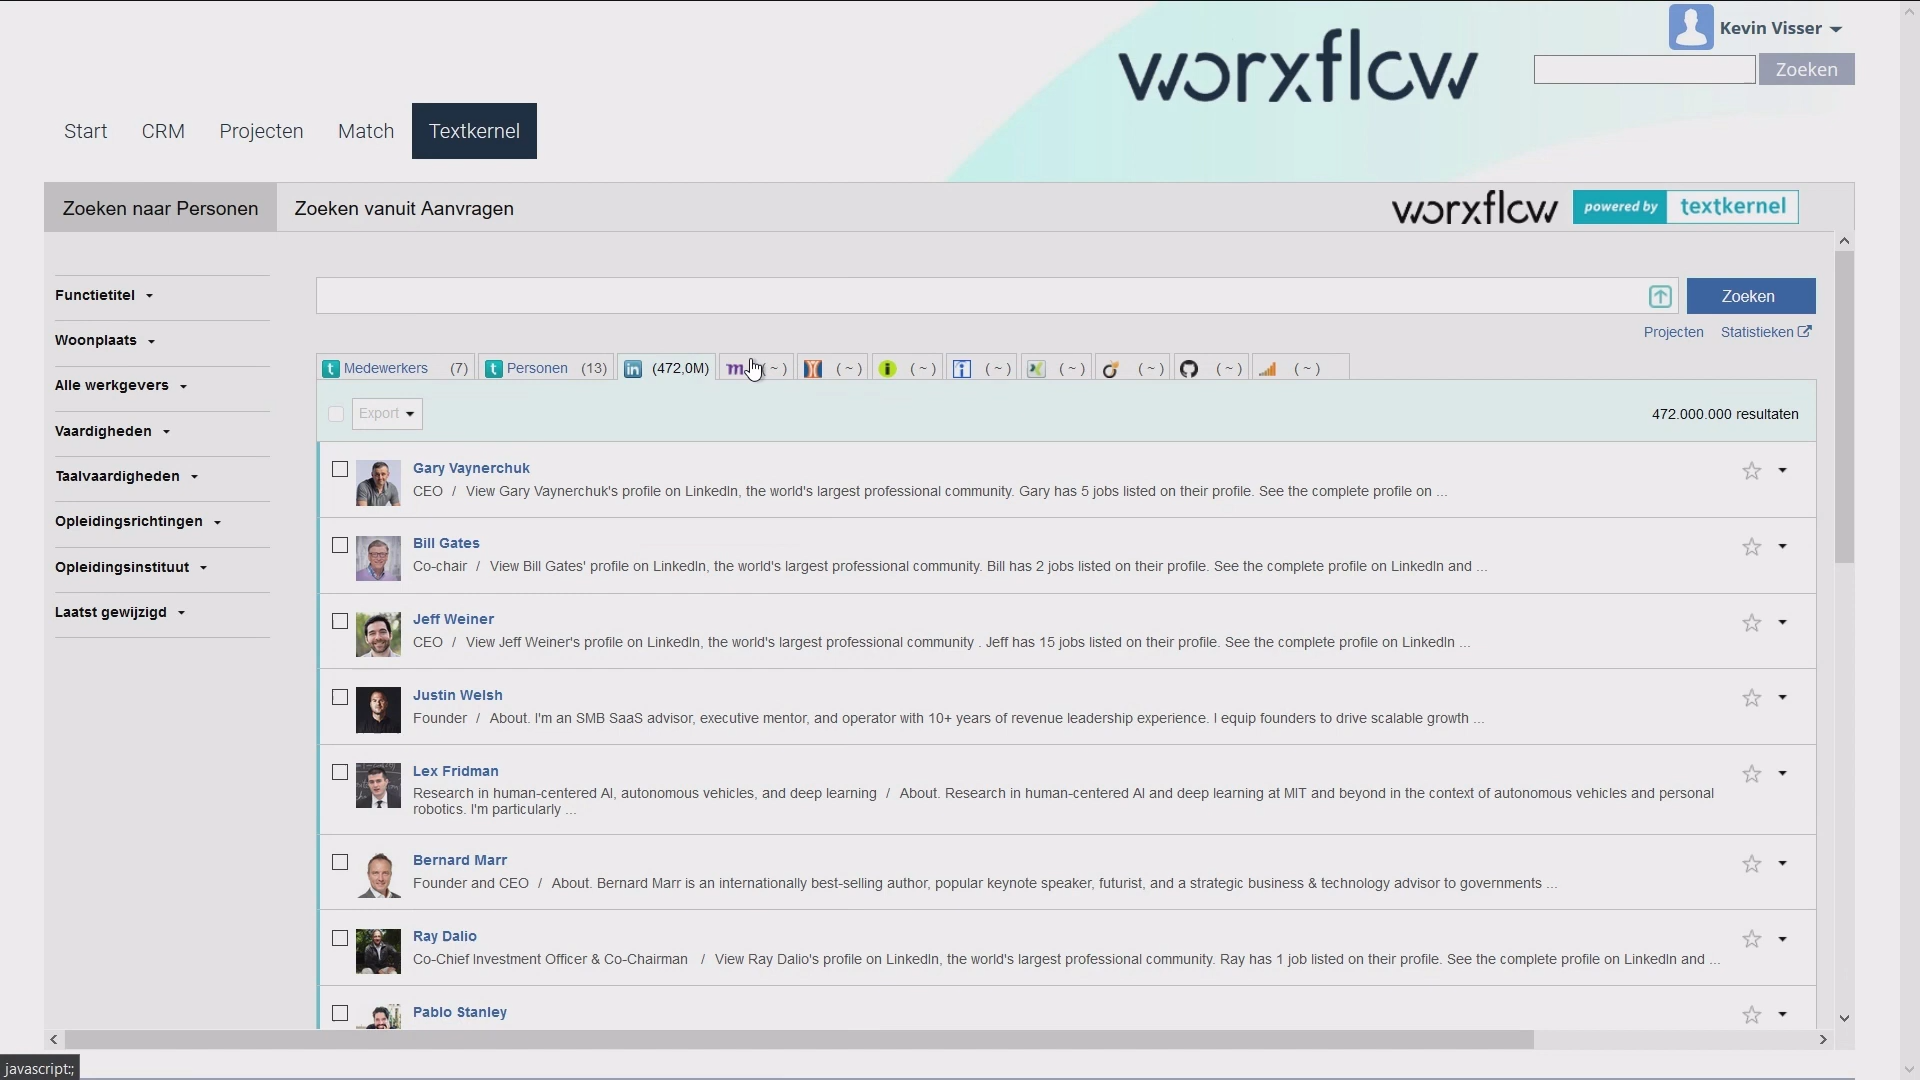 Kevin Visser
worxflow
Zoeken
Start CRM Projecten Match Textkernel
Zoeken naar Personen Zoeken vanuit Aanvragen worxflow powered by textkernel
Functietitel
Woonplaats
Alle werkgevers
Vaardigheden
Taalvaardigheden
Opleidingsrichtingen
Opleidingsinstituut
Laatst gewijzigd
Zoeken
Projecten Statistieken
t Medewerkers (7) t Personen (13) in (472,0M) m ( ~ ) ( ~ ) i ( ~ ) i ( ~ ) ( ~ ) ( ~ ) ( ~ ) ( ~ )
Export 472.000.000 resultaten
Gary Vaynerchuk
CEO / View Gary Vaynerchuk's profile on LinkedIn, the world's largest professional community. Gary has 5 jobs listed on their profile. See the complete profile on ...
Bill Gates
Co-chair / View Bill Gates' profile on LinkedIn, the world's largest professional community. Bill has 2 jobs listed on their profile. See the complete profile on LinkedIn and ...
Jeff Weiner
CEO / View Jeff Weiner's profile on LinkedIn, the world's largest professional community . Jeff has 15 jobs listed on their profile. See the complete profile on LinkedIn ...
Justin Welsh
Founder / About. I'm an SMB SaaS advisor, executive mentor, and operator with 10+ years of revenue leadership experience. I equip founders to drive scalable growth ...
Lex Fridman
Research in human-centered AI, autonomous vehicles, and deep learning / About. Research in human-centered AI and deep learning at MIT and beyond in the context of autonomous vehicles and personal
robotics. I'm particularly ...
Bernard Marr
Founder and CEO / About. Bernard Marr is an internationally best-selling author, popular keynote speaker, futurist, and a strategic business & technology advisor to governments ...
Ray Dalio
Co-Chief Investment Officer & Co-Chairman / View Ray Dalio's profile on LinkedIn, the world's largest professional community. Ray has 1 job listed on their profile. See the complete profile on LinkedIn and ...
Pablo Stanley
javascript:;